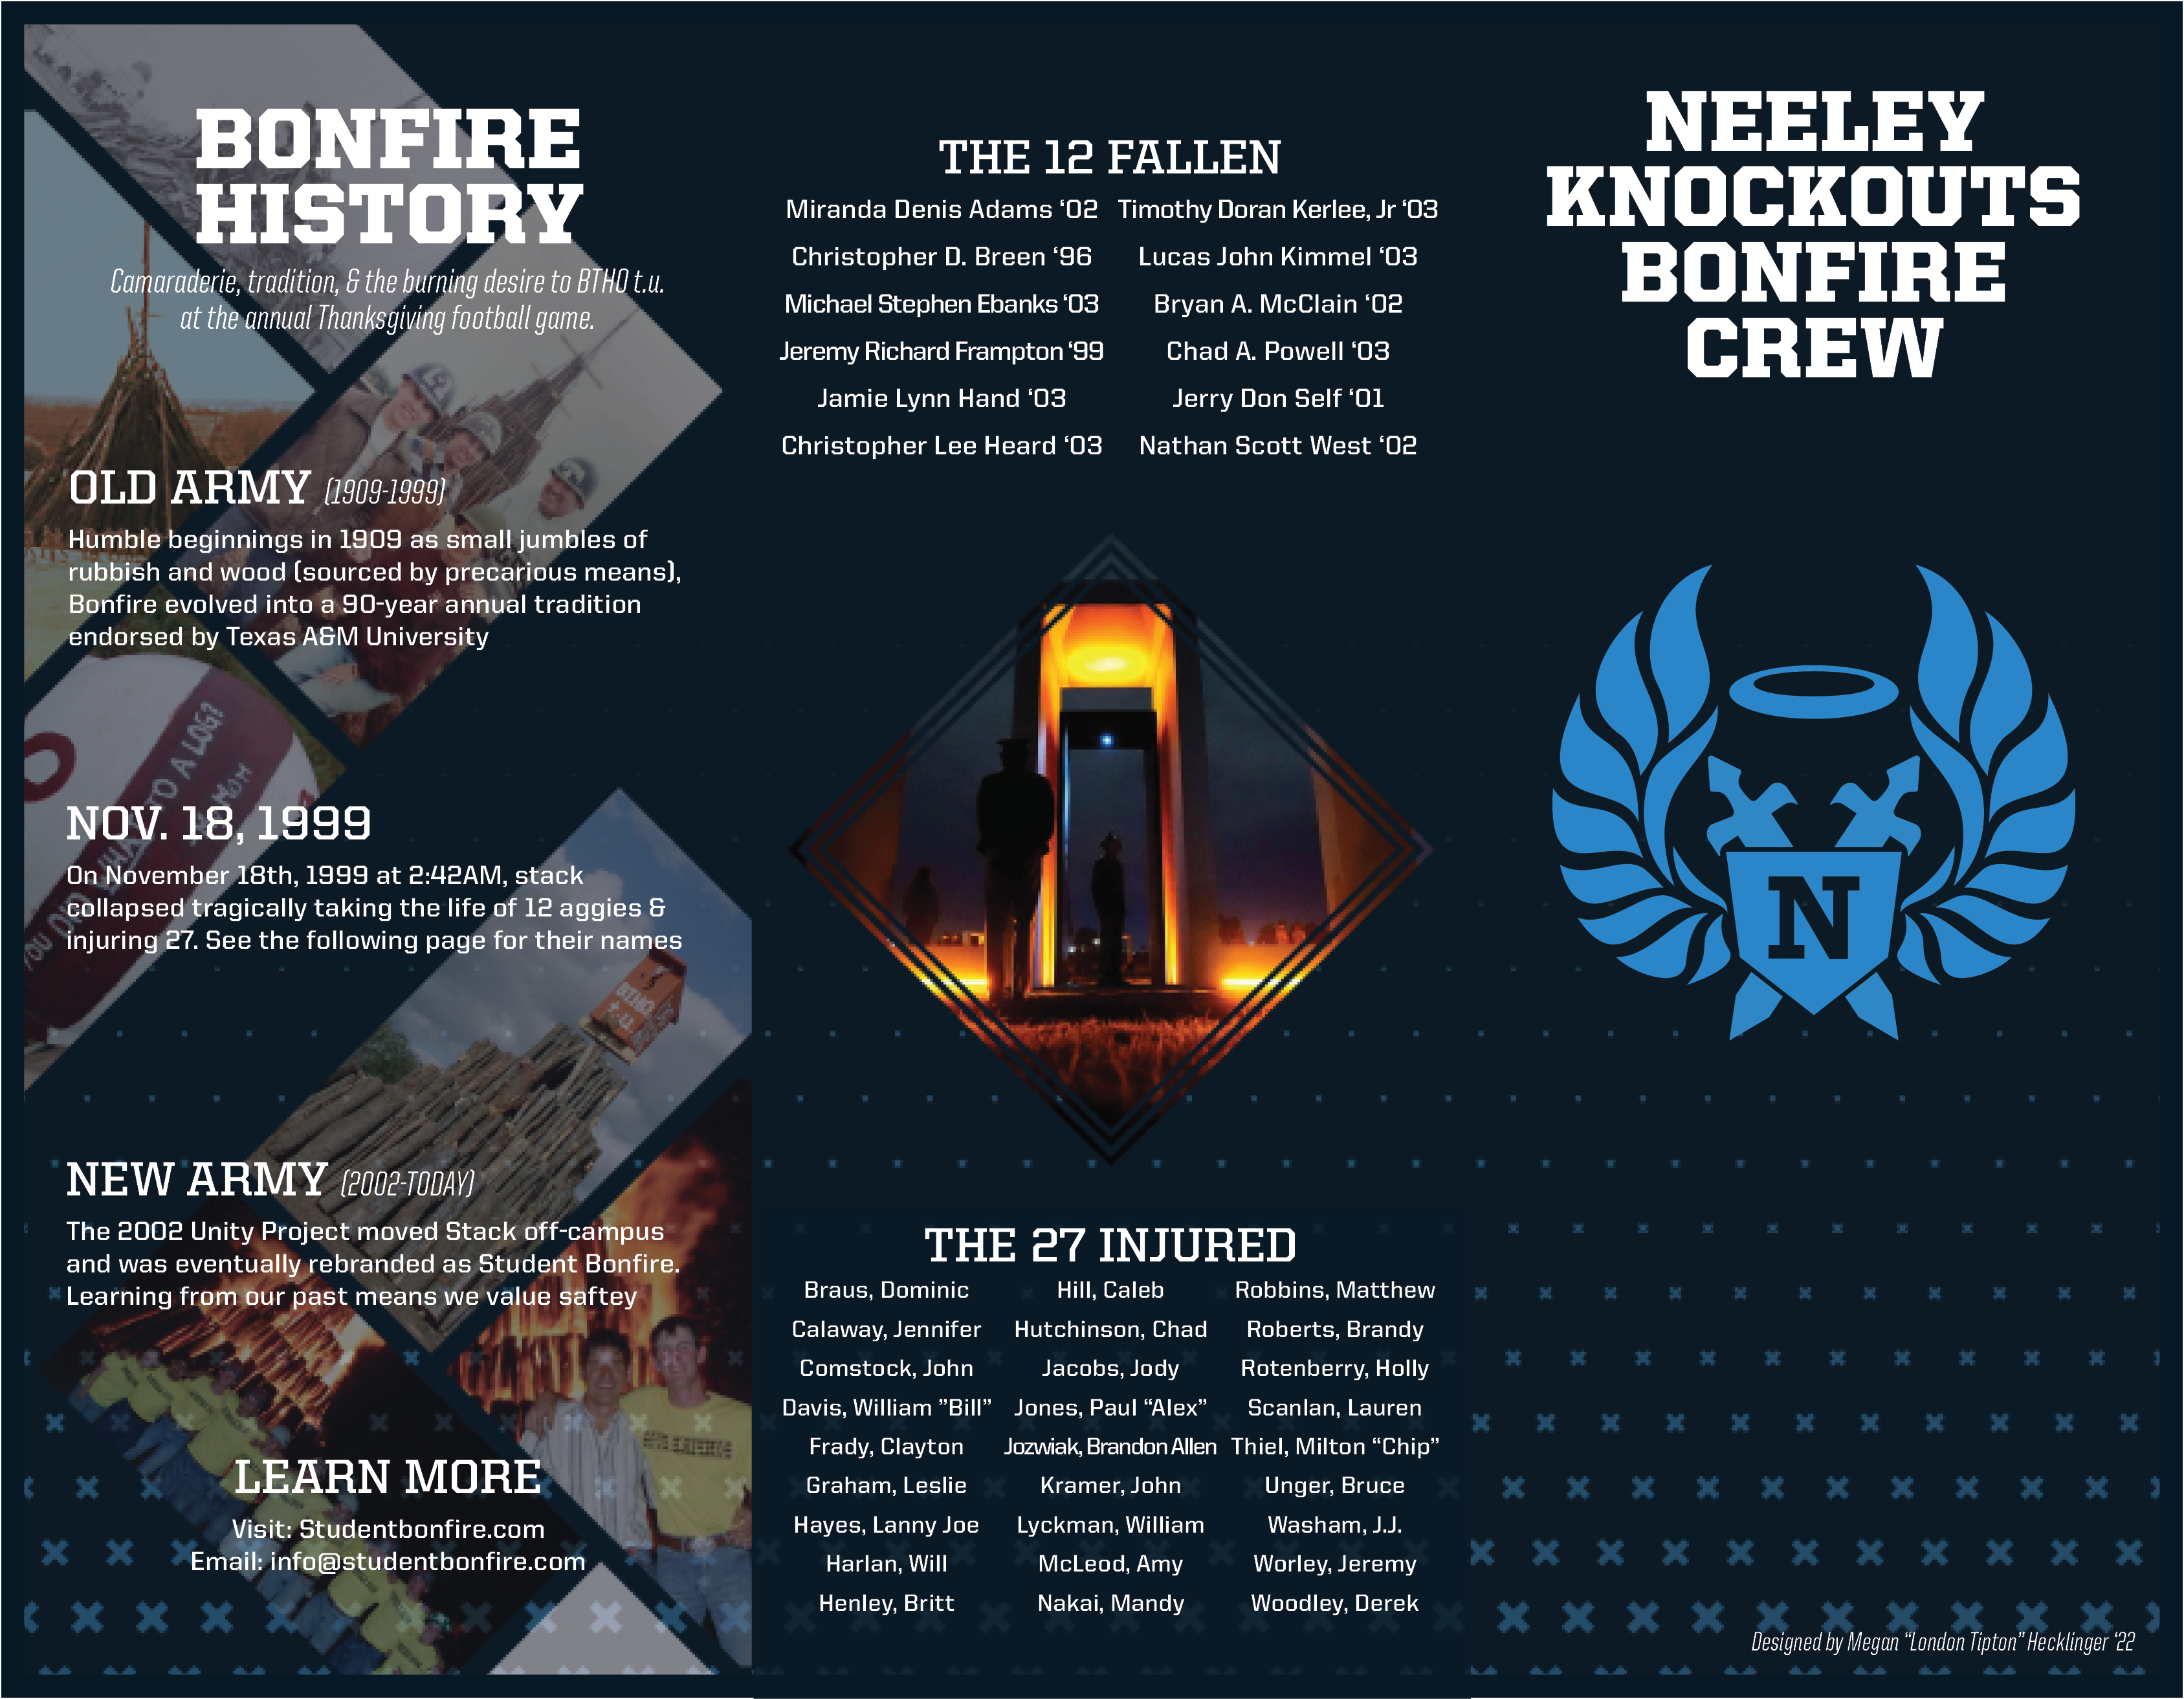 BONFIRE
HISTORY
Camaraderie, tradition, & the burning desire to BTHO t.u.
at the annual Thanksgiving football game.
OLD ARMY (1909-1999)
Humble beginnings in 1909 as small jumbles of
rubbish and wood (sourced by precarious means),
Bonfire evolved into a 90-year annual tradition
endorsed by Texas A&M University
NOV. 18, 1999
On November 18th, 1999 at 2:42AM, stack
collapsed tragically taking the life of 12 aggies &
injuring 27. See the following page for their names
YOU DID WHAT TO A LOG?
MOM
BTHO
t.u.
NEW ARMY (2002-TODAY)
The 2002 Unity Project moved Stack off-campus
and was eventually rebranded as Student Bonfire.
Learning from our past means we value saftey
LEARN MORE
Visit: Studentbonfire.com
Email: info@studentbonfire.com
THE 12 FALLEN
Miranda Denis Adams ‘02 Timothy Doran Kerlee, Jr ‘03
Christopher D. Breen ‘96 Lucas John Kimmel ‘03
Michael Stephen Ebanks ‘03 Bryan A. McClain ‘02
Jeremy Richard Frampton ‘99 Chad A. Powell ‘03
Jamie Lynn Hand ‘03 Jerry Don Self ‘01
Christopher Lee Heard ‘03 Nathan Scott West ‘02
THE 27 INJURED
Braus, Dominic Hill, Caleb Robbins, Matthew
Calaway, Jennifer Hutchinson, Chad Roberts, Brandy
Comstock, John Jacobs, Jody Rotenberry, Holly
Davis, William ”Bill” Jones, Paul “Alex” Scanlan, Lauren
Frady, Clayton Jozwiak, Brandon Allen Thiel, Milton “Chip”
Graham, Leslie Kramer, John Unger, Bruce
Hayes, Lanny Joe Lyckman, William Washam, J.J.
Harlan, Will McLeod, Amy Worley, Jeremy
Henley, Britt Nakai, Mandy Woodley, Derek
NEELEY
KNOCKOUTS
BONFIRE
CREW
N
Designed by Megan “London Tipton” Hecklinger ‘22